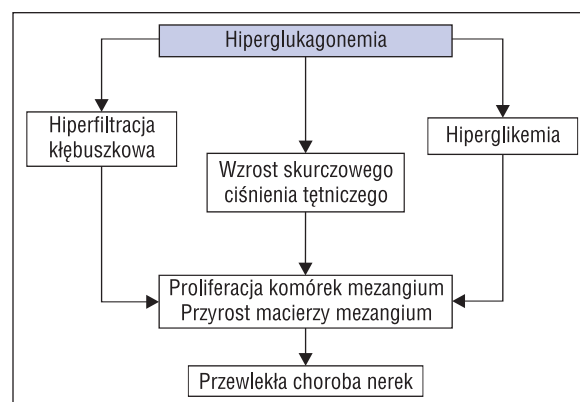 Hiperglukagonemia
Hiperfiltracja
kłębuszkowa
Wzrost skurczowego
ciśnienia tętniczego
Hiperglikemia
Proliferacja komórek mezangium
Przyrost macierzy mezangium
Przewlekła choroba nerek